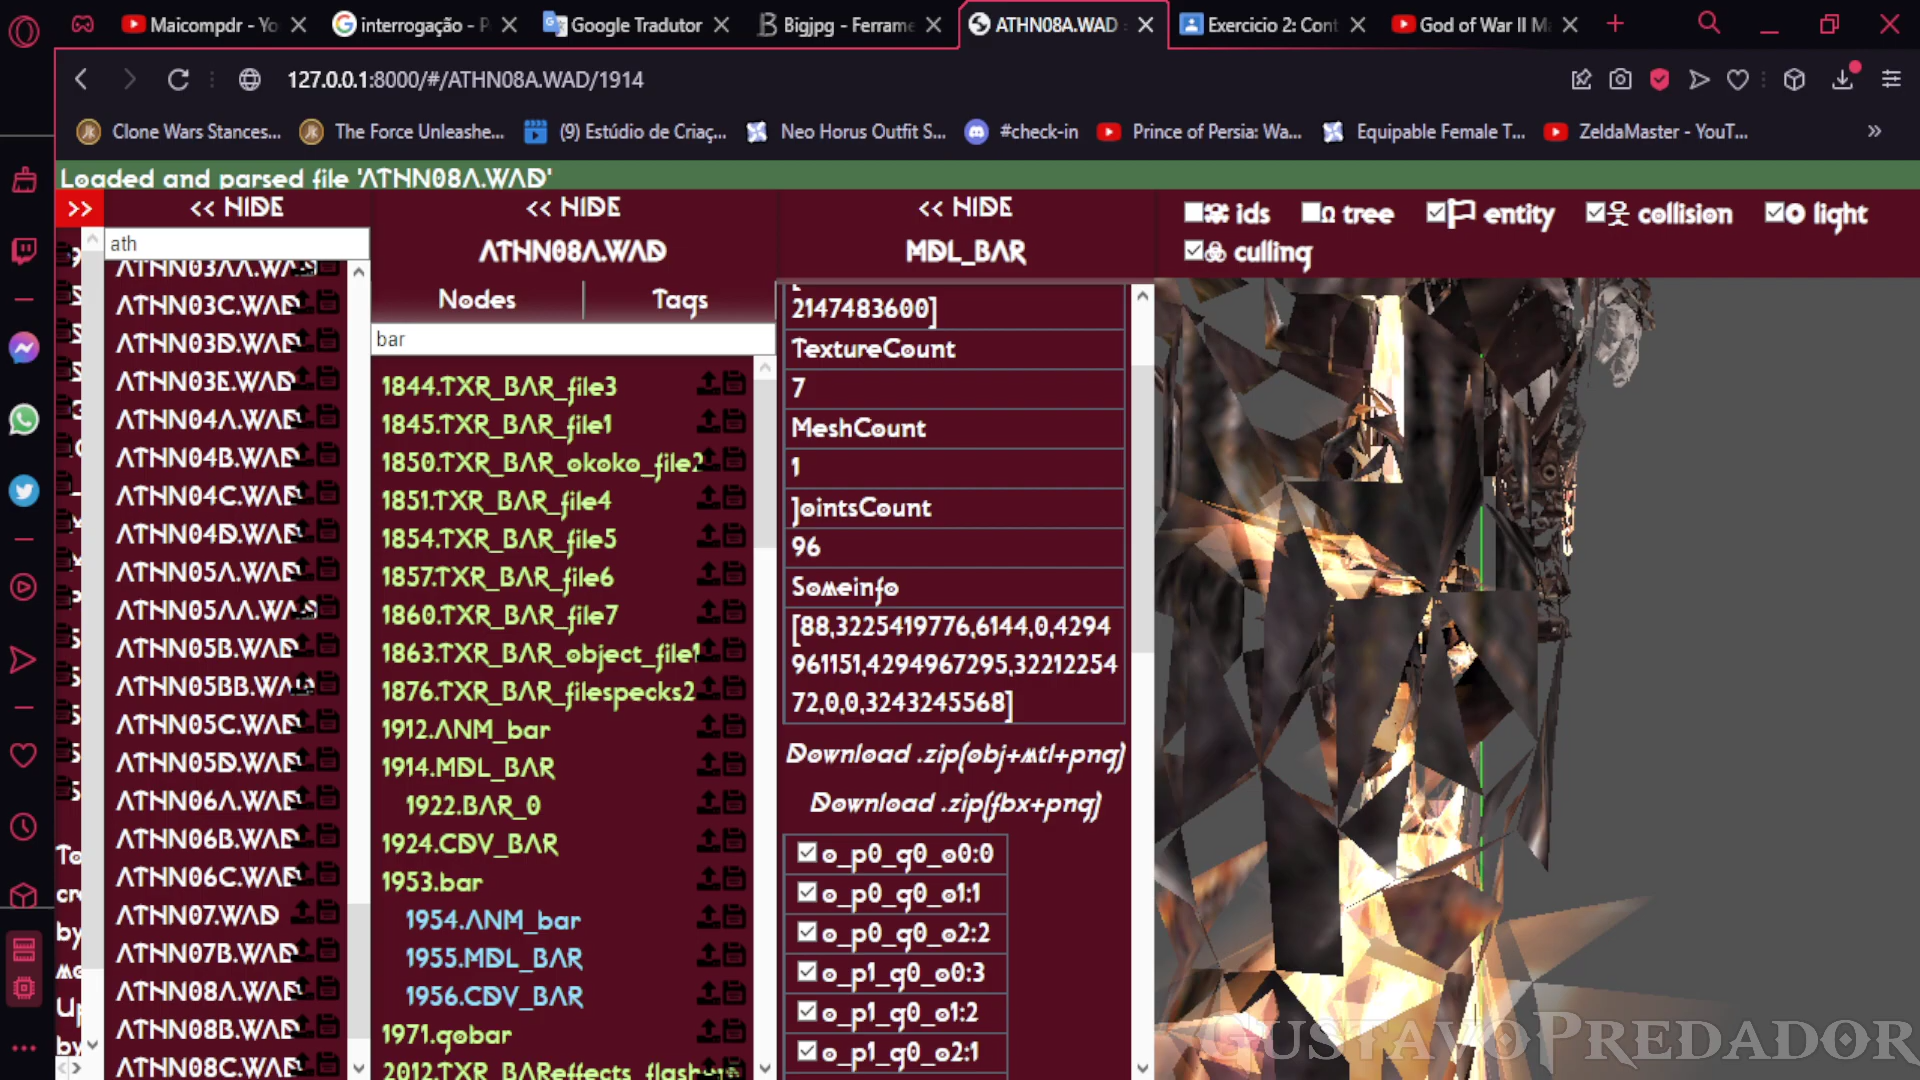 Maicompdr - Yo
interrogação - P
Google Tradutor
Bigjpg - Ferrame
ATHN08A.WAD
Exercicio 2: Cont
God of War II M
127.0.0.1:8000/#/ATHN08A.WAD/1914
Clone Wars Stances...
The Force Unleashe...
(9) Estúdio de Criaç...
Neo Horus Outfit S...
#check-in
Prince of Persia: Wa...
Equipable Female T...
ZeldaMaster - YouT...
»
Loaded and parsed file 'ATHN08A.WAD'
>>
<< HIDE
ath
ATHN03AA.WAD
ATHN03C.WAD
ATHN03D.WAD
ATHN03E.WAD
ATHN04A.WAD
ATHN04B.WAD
ATHN04C.WAD
ATHN04D.WAD
ATHN05A.WAD
ATHN05AA.WAD
ATHN05B.WAD
ATHN05BB.WAD
ATHN05C.WAD
ATHN05D.WAD
ATHN06A.WAD
ATHN06B.WAD
ATHN06C.WAD
ATHN07.WAD
ATHN07B.WAD
ATHN08A.WAD
ATHN08B.WAD
ATHN08C.WAD
<< HIDE
ATHN08A.WAD
Nodes
Tags
bar
1844.TXR_BAR_file3
1845.TXR_BAR_file1
1850.TXR_BAR_okoko_file2
1851.TXR_BAR_file4
1854.TXR_BAR_file5
1857.TXR_BAR_file6
1860.TXR_BAR_file7
1863.TXR_BAR_object_file1
1876.TXR_BAR_filespecks2
1912.ANM_bar
1914.MDL_BAR
1922.BAR_0
1924.CDV_BAR
1953.bar
1954.ANM_bar
1955.MDL_BAR
1956.CDV_BAR
1971.gobar
2012.TXR_BAReffects_flash
<< HIDE
MDL_BAR
2147483600]
TextureCount
7
MeshCount
1
JointsCount
96
Someinfo
[88,3225419776,6144,0,4294
961151,4294967295,32212254
72,0,0,3243245568]
Download .zip(obj+mtl+png)
Download .zip(fbx+png)
o_p0_g0_o0:0
o_p0_g0_o1:1
o_p0_g0_o2:2
o_p1_g0_o0:3
o_p1_g0_o1:2
o_p1_g0_o2:1
ids
tree
entity
collision
light
culling
GustavoPredador